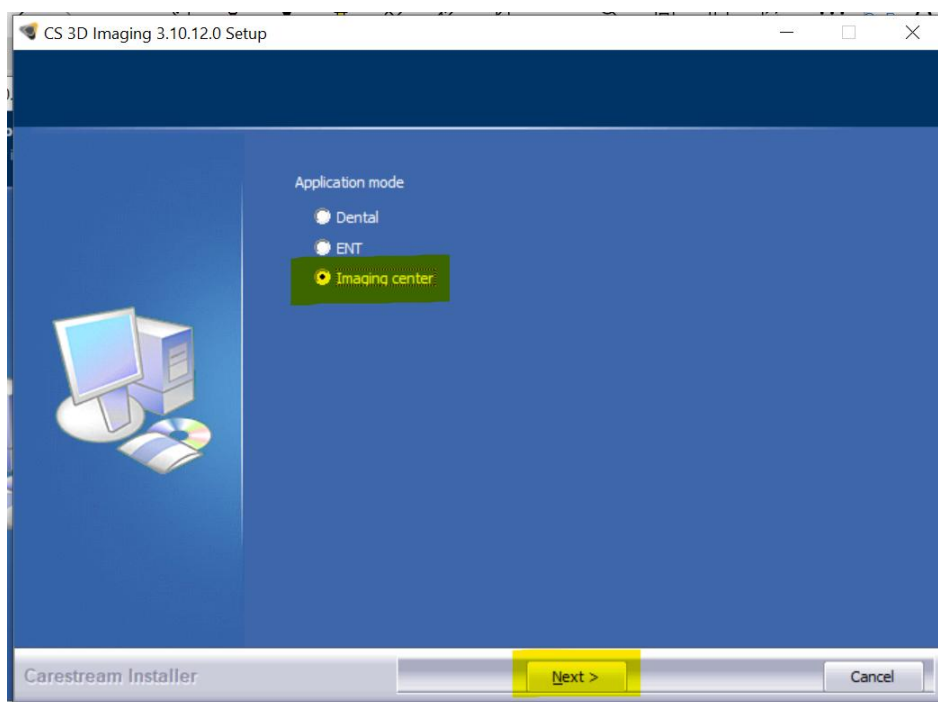 CS 3D Imaging 3.10.12.0 Setup
Application mode
Dental
ENT
Imaging center
Carestream Installer
Next >
Cancel